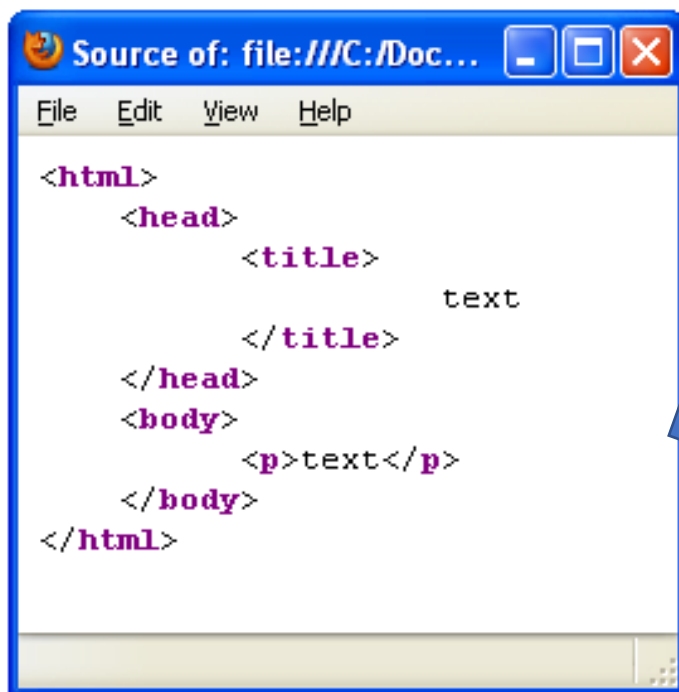 Source of: file:///C:/Doc...
File Edit View Help
<html>
<head>
<title>
text
</title>
</head>
<body>
<p>text</p>
</body>
</html>